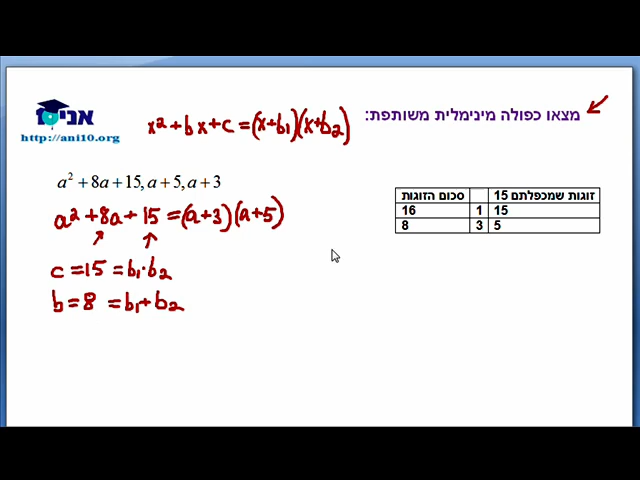 מצאו כפולה מינימלית משותפת:
x² + bx + c = (x+b₁)(x+b₂)
אני10
http://ani10.org
a² + 8a + 15, a + 5, a + 3
a² + 8a + 15 = (a+3)(a+5)
c = 15 = b₁·b₂
b = 8 = b₁+b₂
זוגות שמכפלתם 15 סכום הזוגות
15 1 16
5 3 8